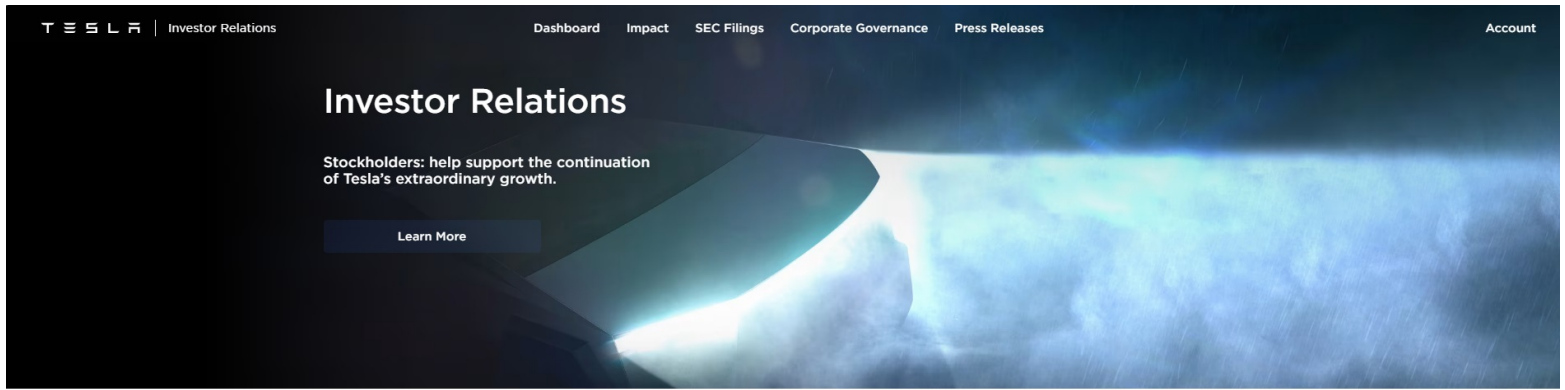 TESLA | Investor Relations
Dashboard Impact SEC Filings Corporate Governance Press Releases
Account
Investor Relations
Stockholders: help support the continuation
of Tesla’s extraordinary growth.
Learn More